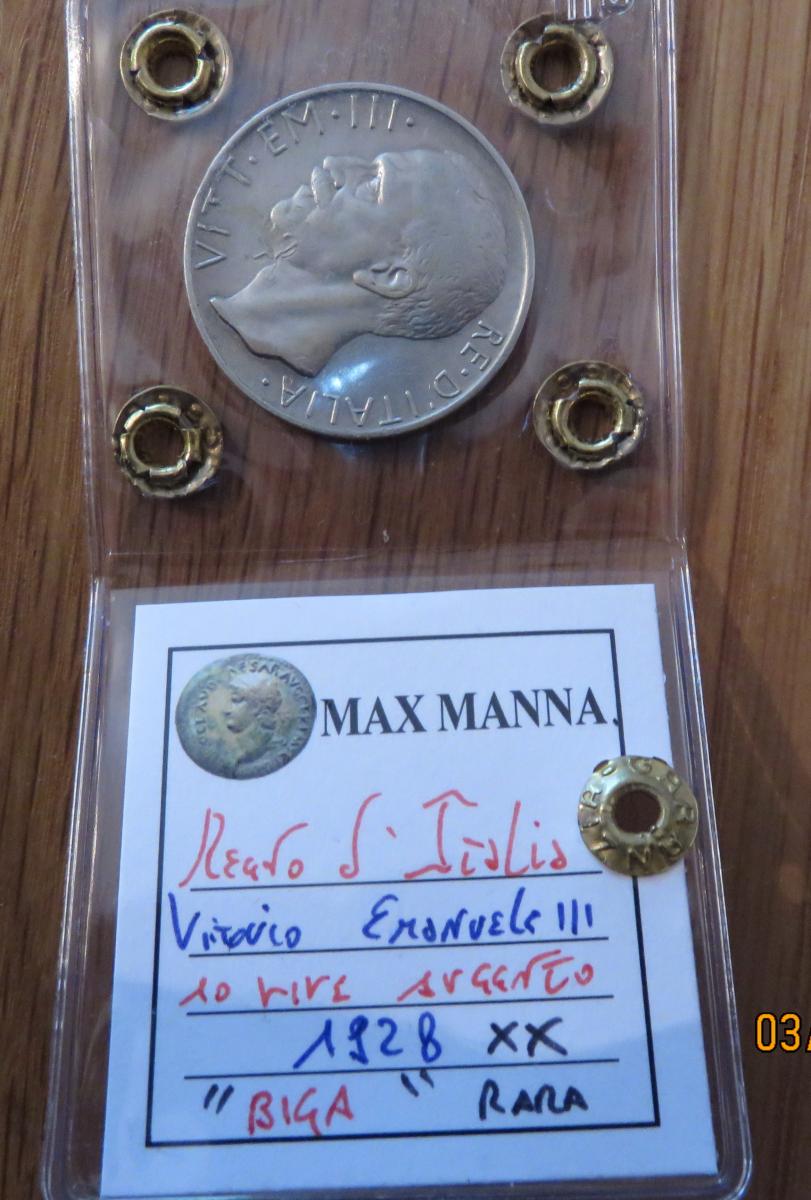 VITT·EM·III·
RE·D'ITALIA·
MAX MANNA
Regno d'Italia
Vittorio Emanuele III
10 LIRE ARGENTO
1928 XX
"BIGA" RARA
03/